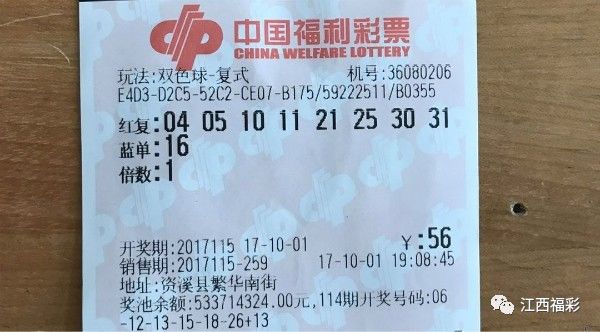 中国福利彩票
CHINA WELFARE LOTTERY
玩法:双色球-复式 机号:36080206
E4D3-D2C5-52C2-CE07-B175/59222511/B0355
红复:04 05 10 11 21 25 30 31
蓝单:16
倍数:1
开奖期:2017115 17-10-01 ￥:56
销售期:2017115-259 17-10-01 19:08:45
地址:资溪县繁华南街
奖池余额:533714324.00元,114期开奖号码:06
-12-13-15-18-26+13
江西福彩